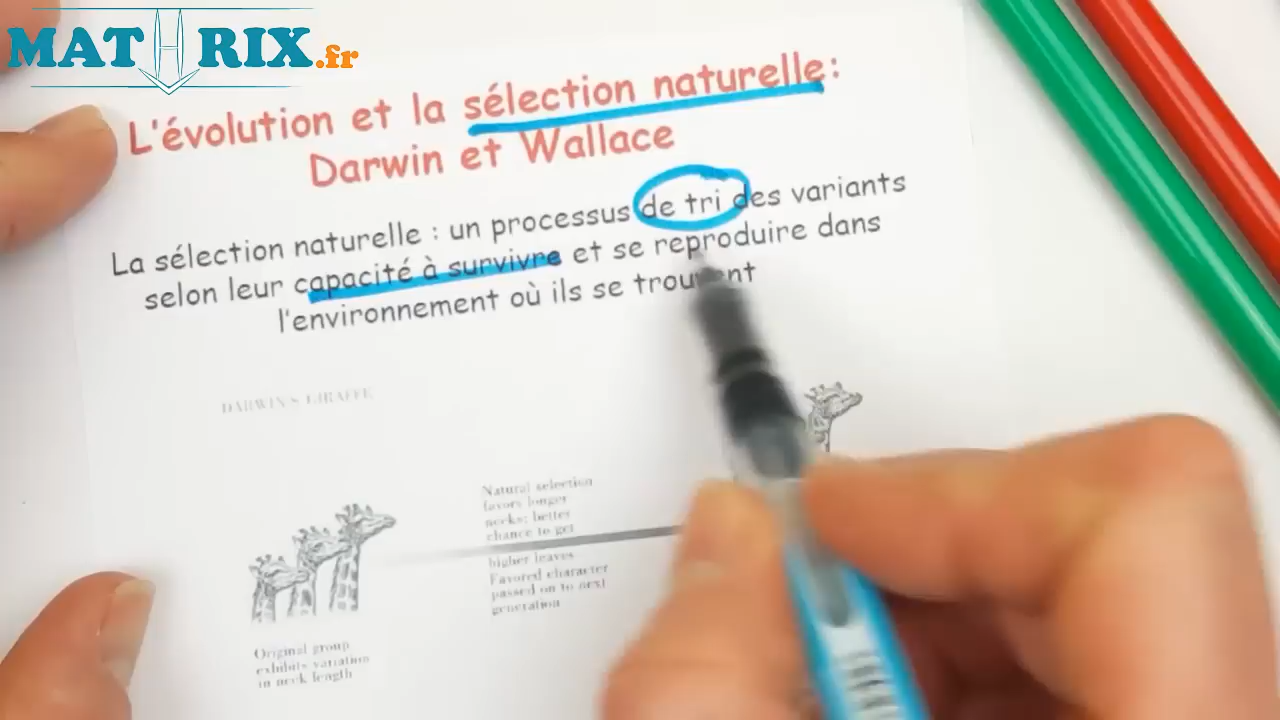 MATHRIX.fr
L'évolution et la sélection naturelle:
Darwin et Wallace
La sélection naturelle : un processus de tri des variants
selon leur capacité à survivre et se reproduire dans
l'environnement où ils se trouvent
DARWIN'S GIRAFFE
Natural selection
favors longer
necks: better
chance to get
higher leaves
Favored character
passed on to next
generation
Original group
exhibits variation
in neck length